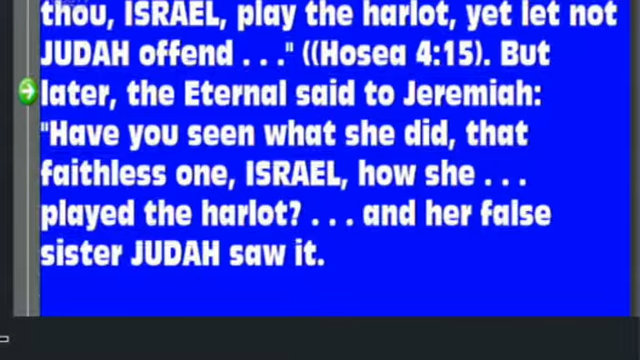 thou, ISRAEL, play the harlot, yet let not
JUDAH offend . . ." ((Hosea 4:15). But
later, the Eternal said to Jeremiah:
"Have you seen what she did, that
faithless one, ISRAEL, how she . . .
played the harlot? . . . and her false
sister JUDAH saw it.